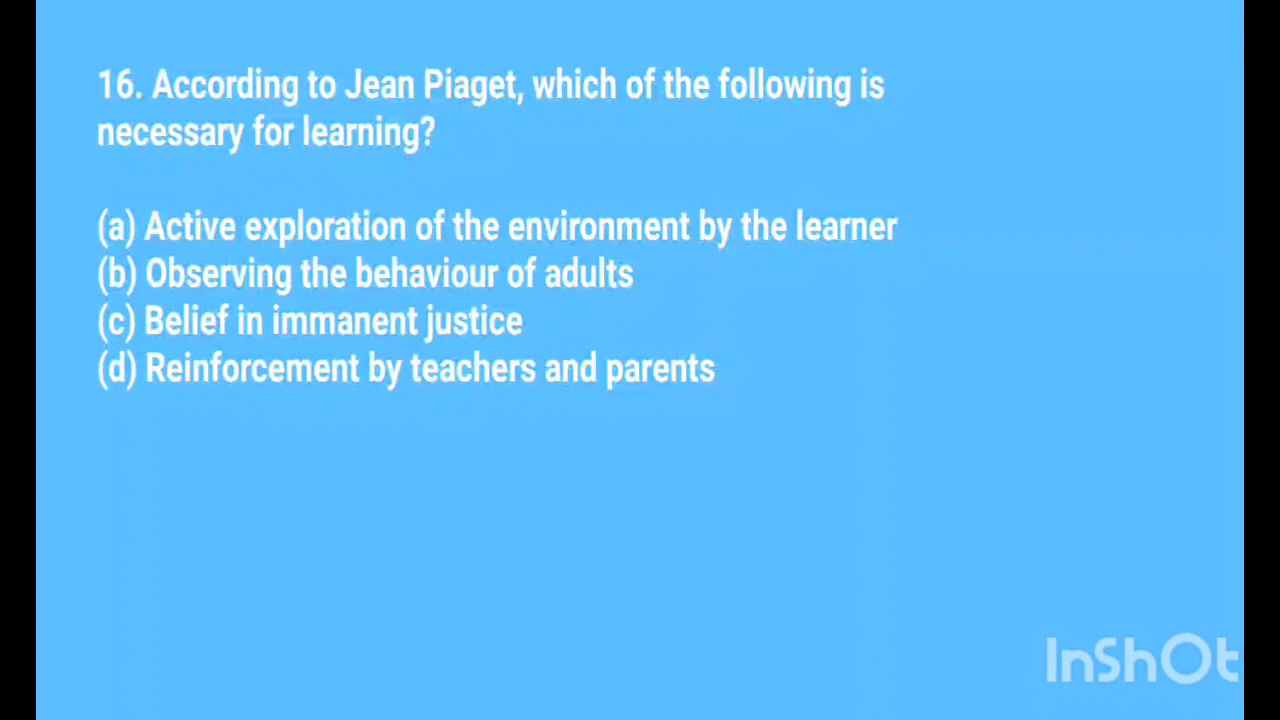 16. According to Jean Piaget, which of the following is
necessary for learning?
(a) Active exploration of the environment by the learner
(b) Observing the behaviour of adults
(c) Belief in immanent justice
(d) Reinforcement by teachers and parents
InShOt